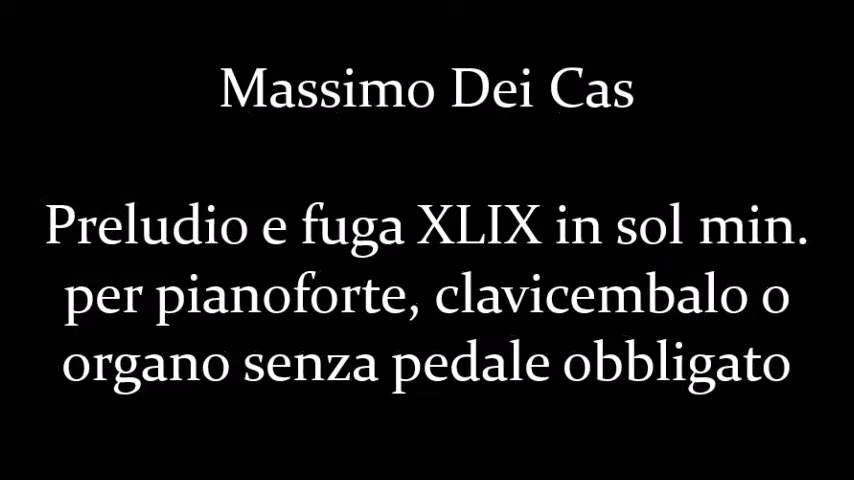 Massimo Dei Cas
Preludio e fuga XLIX in sol min.
per pianoforte, clavicembalo o
organo senza pedale obbligato